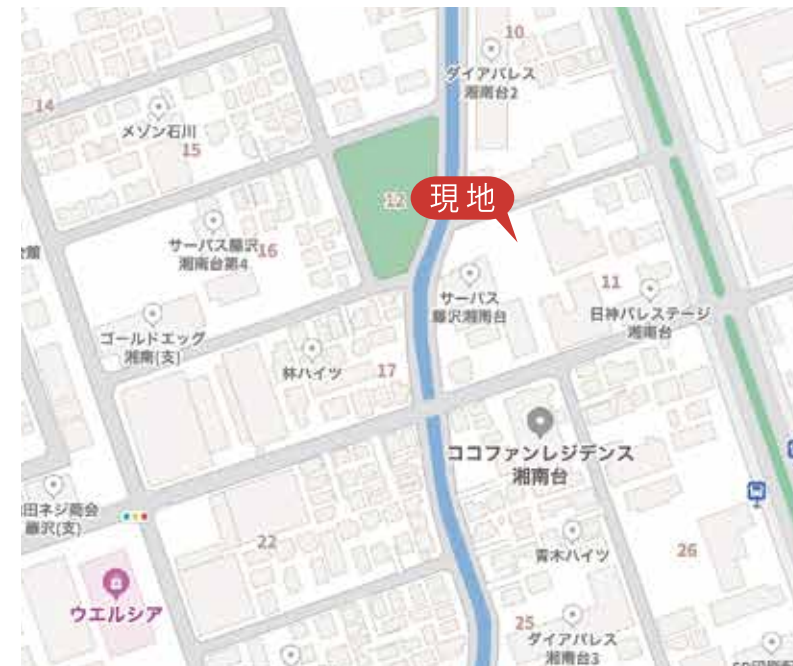 10
ダイアパレス
湘南台2
14
メゾン石川
15
12
現地
サーパス藤沢
湘南台第4
16
館
サーパス
藤沢湘南台
11
日神パレステージ
湘南台
ゴールドエッグ
湘南(支)
林ハイツ
17
ココファンレジデンス
湘南台
田ネジ商会
藤沢(支)
22
青木ハイツ
26
ウエルシア
25
ダイアパレス
湘南台3